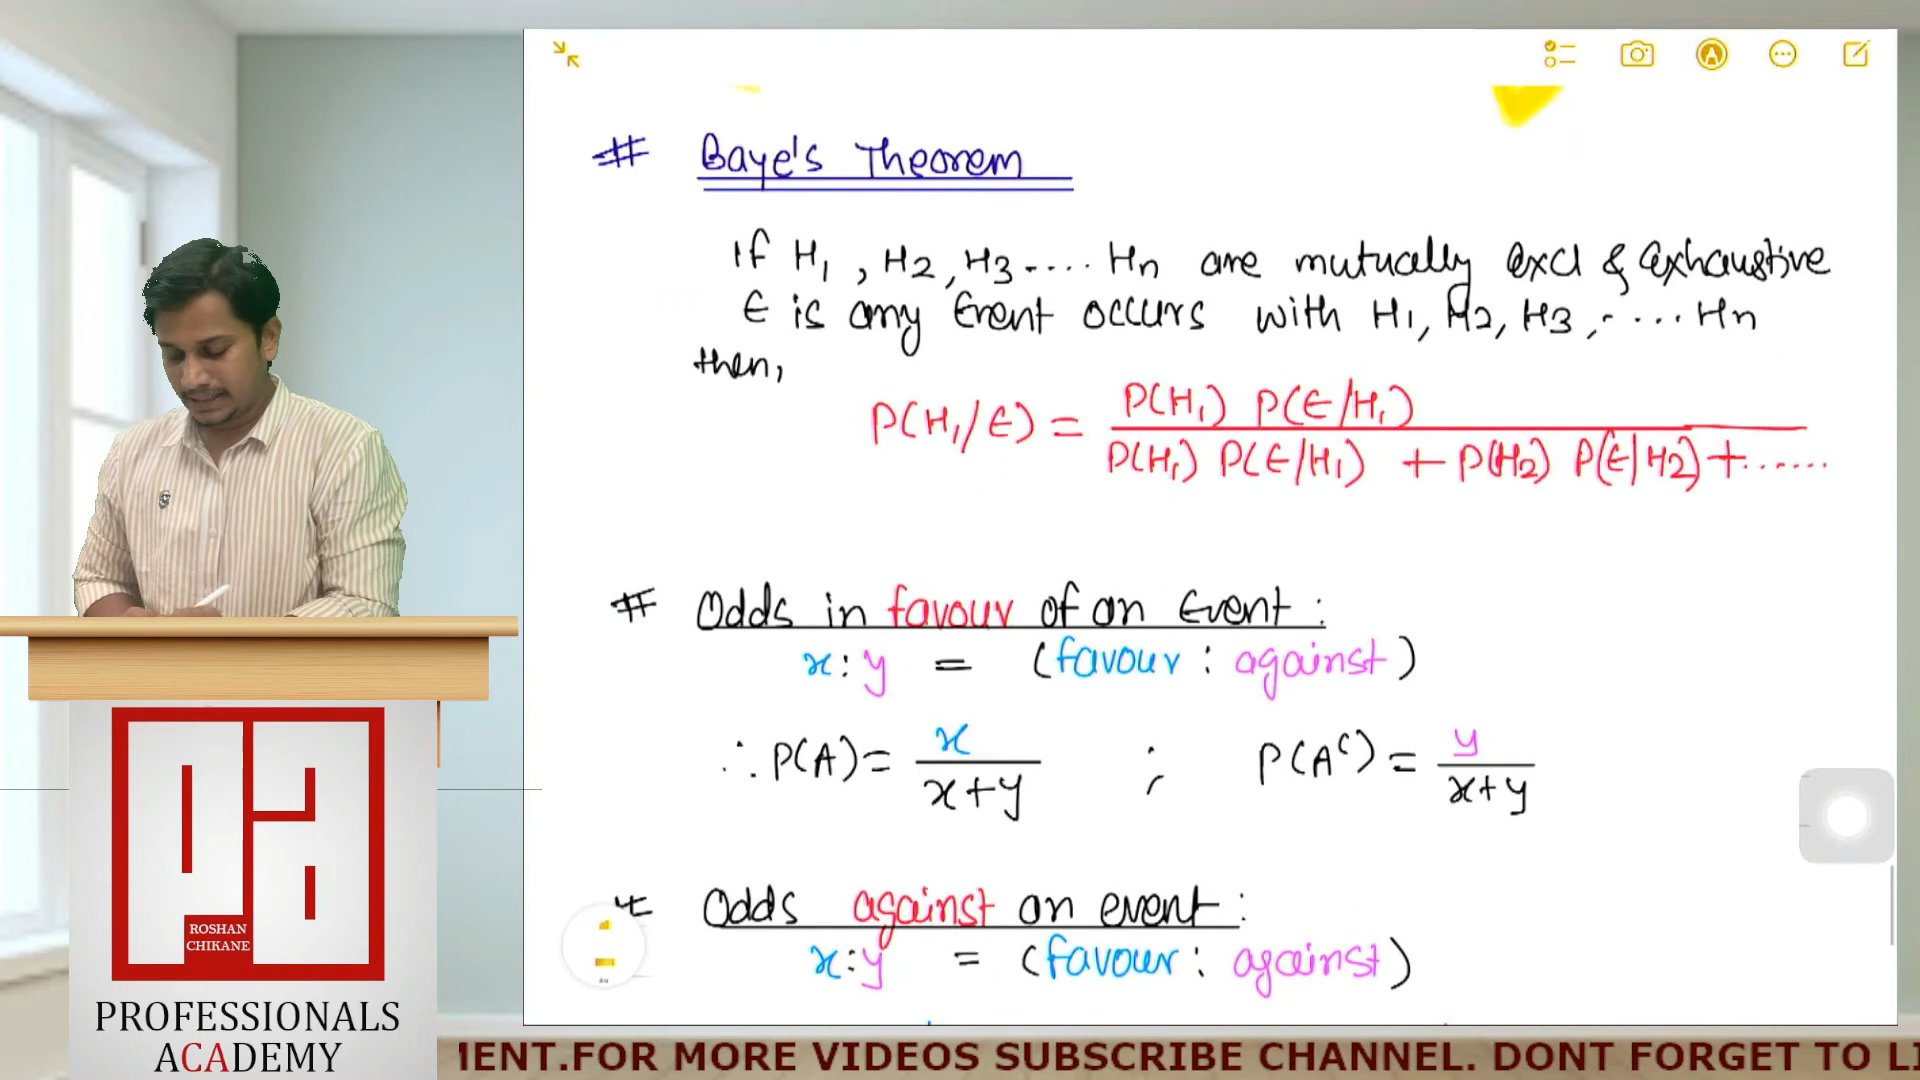 # Baye's Theorem
If H₁, H₂, H₃.... Hn are mutually excl & exhaustive
E is any Event occurs with H₁, H₂, H₃,..... Hn
then,
P(H₁/E) = P(H₁) P(E/H₁)
P(H₁) P(E/H₁) + P(H₂) P(E/H₂) +......
# Odds in favour of an Event :
x:y = (favour : against)
∴ P(A) = x / x+y ; P(Aᶜ) = y / x+y
Odds against an event :
x:y = (favour : against)
pa
ROSHAN
CHIKANE
PROFESSIONALS
ACADEMY
MENT.FOR MORE VIDEOS SUBSCRIBE CHANNEL. DONT FORGET TO LI